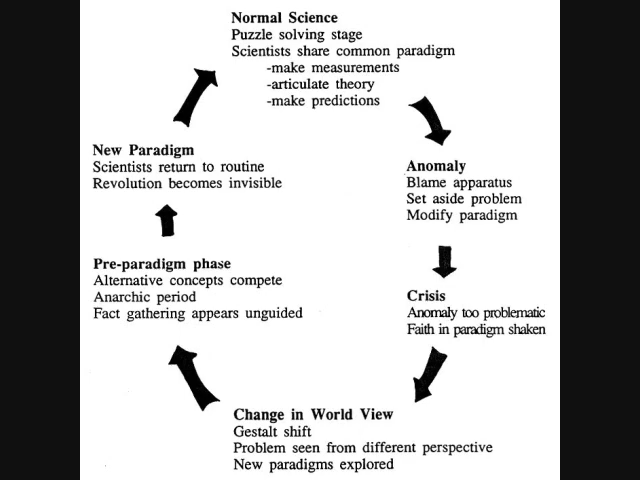 Normal Science
Puzzle solving stage
Scientists share common paradigm
-make measurements
-articulate theory
-make predictions
Anomaly
Blame apparatus
Set aside problem
Modify paradigm
Crisis
Anomaly too problematic
Faith in paradigm shaken
Change in World View
Gestalt shift
Problem seen from different perspective
New paradigms explored
Pre-paradigm phase
Alternative concepts compete
Anarchic period
Fact gathering appears unguided
New Paradigm
Scientists return to routine
Revolution becomes invisible